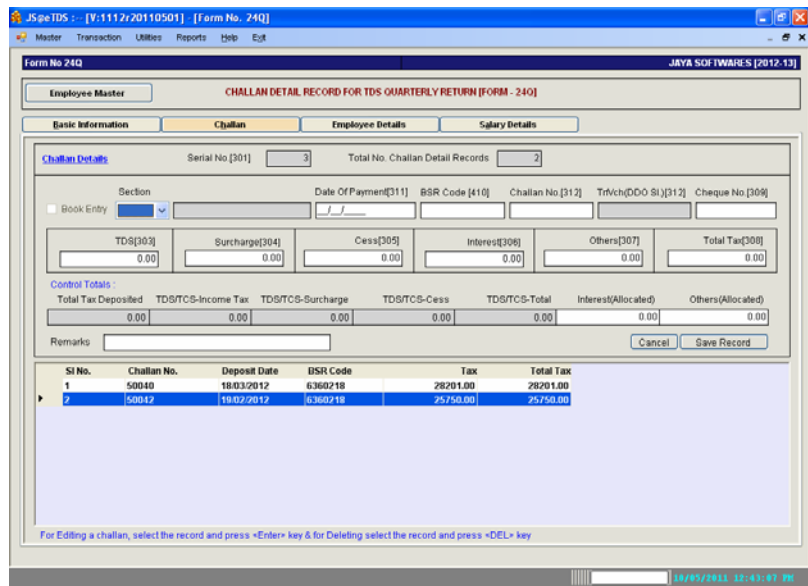 JS@eTDS :-- [V:1112r20110501] - [Form No. 24Q]
Master Transaction Utilities Reports Help Exit
Form No 24Q JAYA SOFTWARES [2012-13]
Employee Master CHALLAN DETAIL RECORD FOR TDS QUARTERLY RETURN [FORM - 24Q]
Basic Information Challan Employee Details Salary Details
Challan Details Serial No.[301] 3 Total No. Challan Detail Records 2
Section Date Of Payment[311] BSR Code [410] Challan No.[312] TrfVch(DDO Sl.)[312] Cheque No.[309]
Book Entry __/__/____
TDS[303] Surcharge[304] Cess[305] Interest[306] Others[307] Total Tax[308]
0.00 0.00 0.00 0.00 0.00 0.00
Control Totals :
Total Tax Deposited TDS/TCS-Income Tax TDS/TCS-Surcharge TDS/TCS-Cess TDS/TCS-Total Interest(Allocated) Others(Allocated)
0.00 0.00 0.00 0.00 0.00 0.00 0.00
Remarks Cancel Save Record
Sl No. Challan No. Deposit Date BSR Code Tax Total Tax
1 50040 18/03/2012 6360218 28201.00 28201.00
2 50042 19/02/2012 6360218 25750.00 25750.00
For Editing a challan, select the record and press <Enter> key & for Deleting select the record and press <DEL> key
10/05/2011 12:43:07 PM